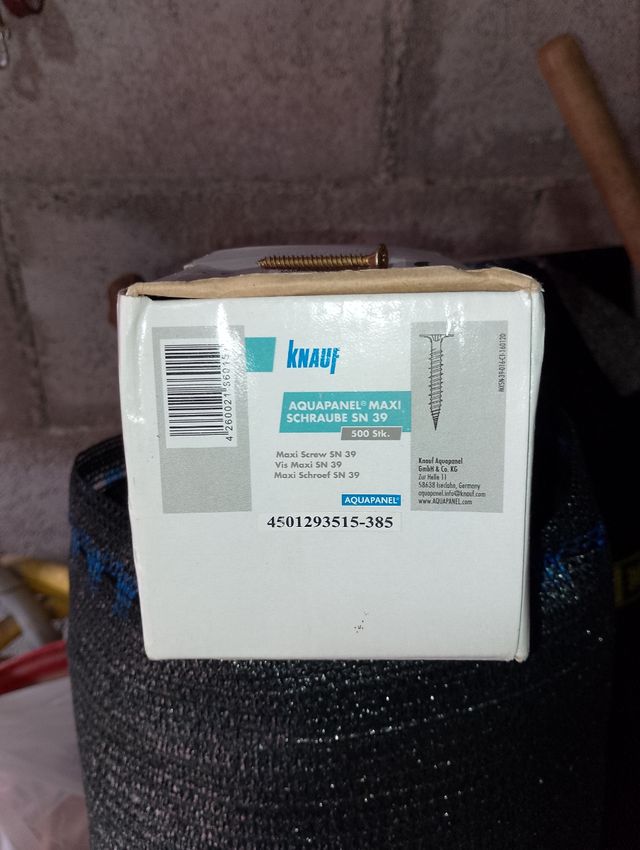 KNAUF
AQUAPANEL® MAXI
SCHRAUBE SN 39
500 Stk.
Maxi Screw SN 39
Vis Maxi SN 39
Maxi Schroef SN 39
AQUAPANEL®
4501293515-385
Knauf Aquapanel
GmbH & Co. KG
Zur Helle 11
58638 Iserlohn, Germany
aquapanel.info@knauf.com
www.AQUAPANEL.com